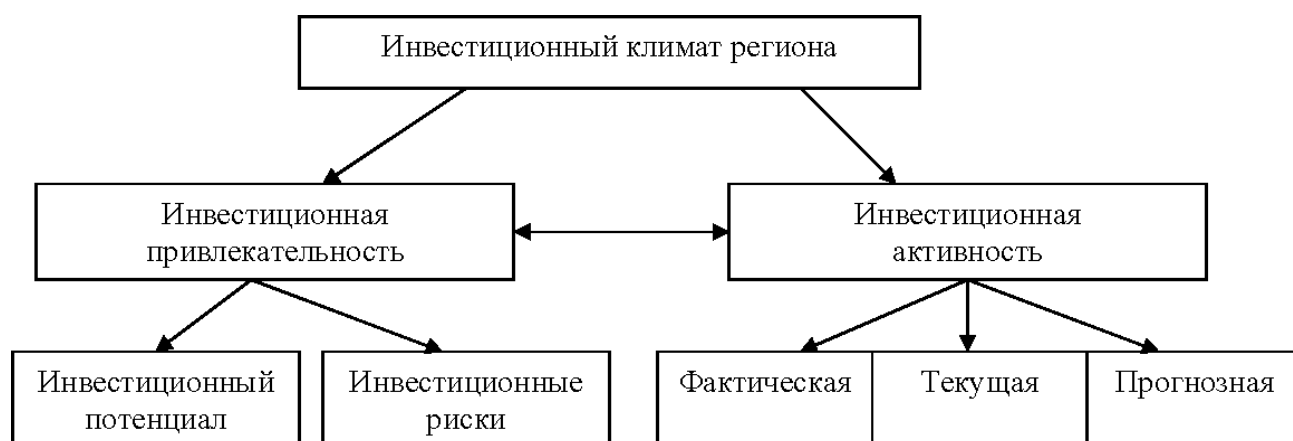 Инвестиционный климат региона
Инвестиционная
привлекательность
Инвестиционная
активность
Инвестиционный
потенциал
Инвестиционные
риски
Фактическая
Текущая
Прогнозная